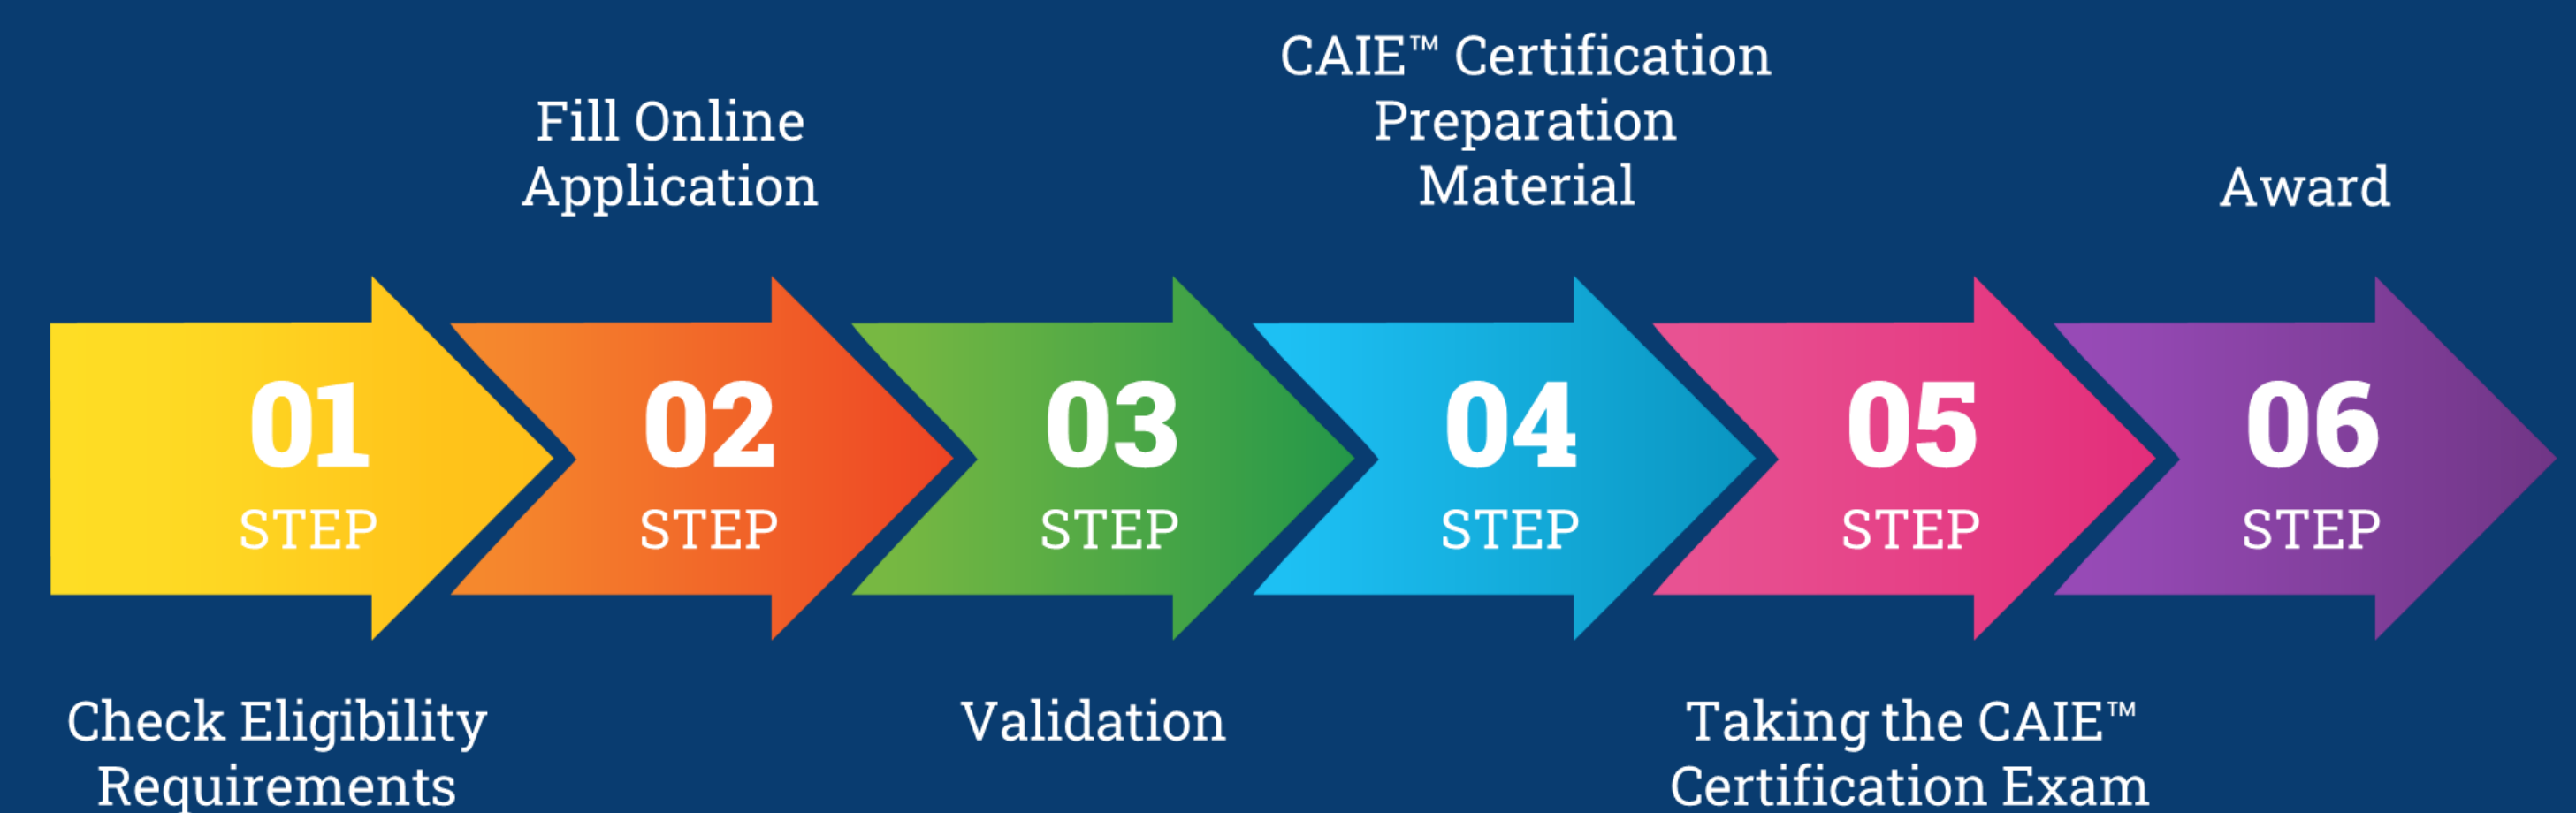 CAIE™ Certification
Preparation
Material
Fill Online
Application
Award
01
STEP
02
STEP
03
STEP
04
STEP
05
STEP
06
STEP
Check Eligibility
Requirements
Validation
Taking the CAIE™
Certification Exam